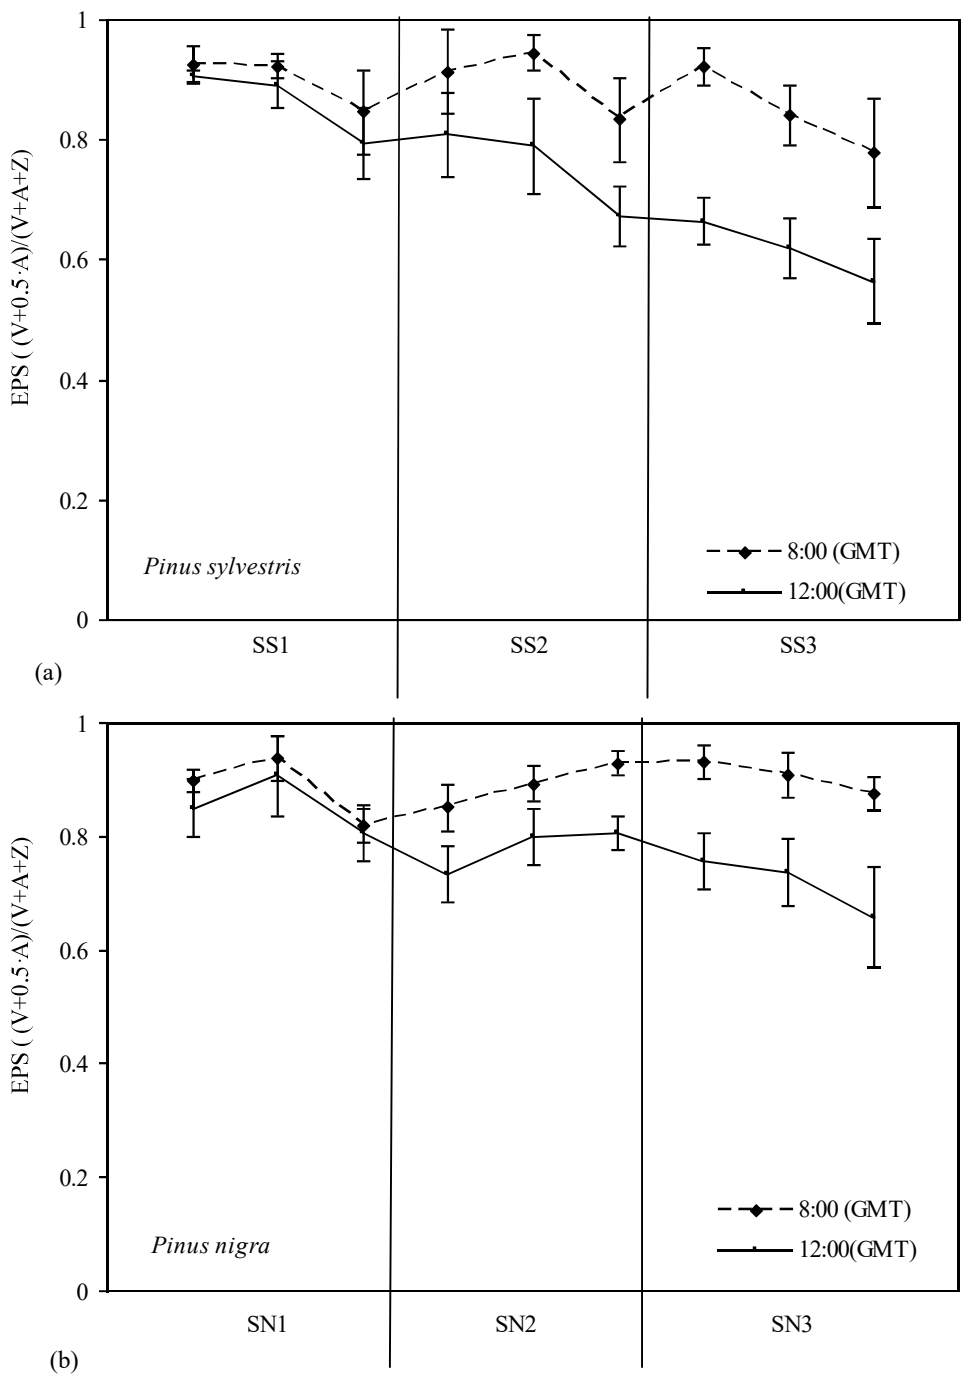 1
0.8
0.6
0.4
0.2
0
EPS ( (V+0.5·A)/(V+A+Z)
Pinus sylvestris
8:00 (GMT)
12:00(GMT)
SS1 SS2 SS3
(a)
1
0.8
0.6
0.4
0.2
0
EPS ( (V+0.5·A)/(V+A+Z)
Pinus nigra
8:00 (GMT)
12:00(GMT)
SN1 SN2 SN3
(b)